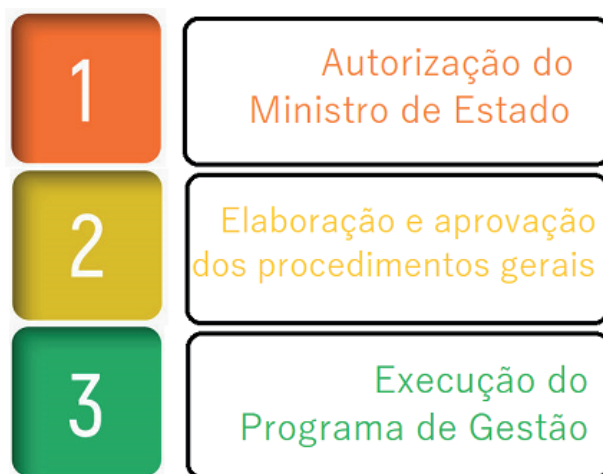 1
Autorização do
Ministro de Estado
2
Elaboração e aprovação
dos procedimentos gerais
3
Execução do
Programa de Gestão